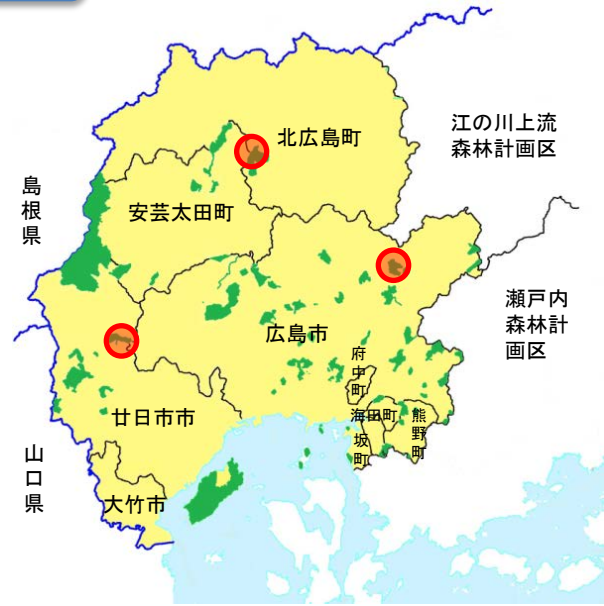 北広島町
江の川上流
森林計画区
島根県
安芸太田町
瀬戸内
森林計
画区
広島市
府中町
海田町
熊野町
坂町
廿日市市
山口県
大竹市